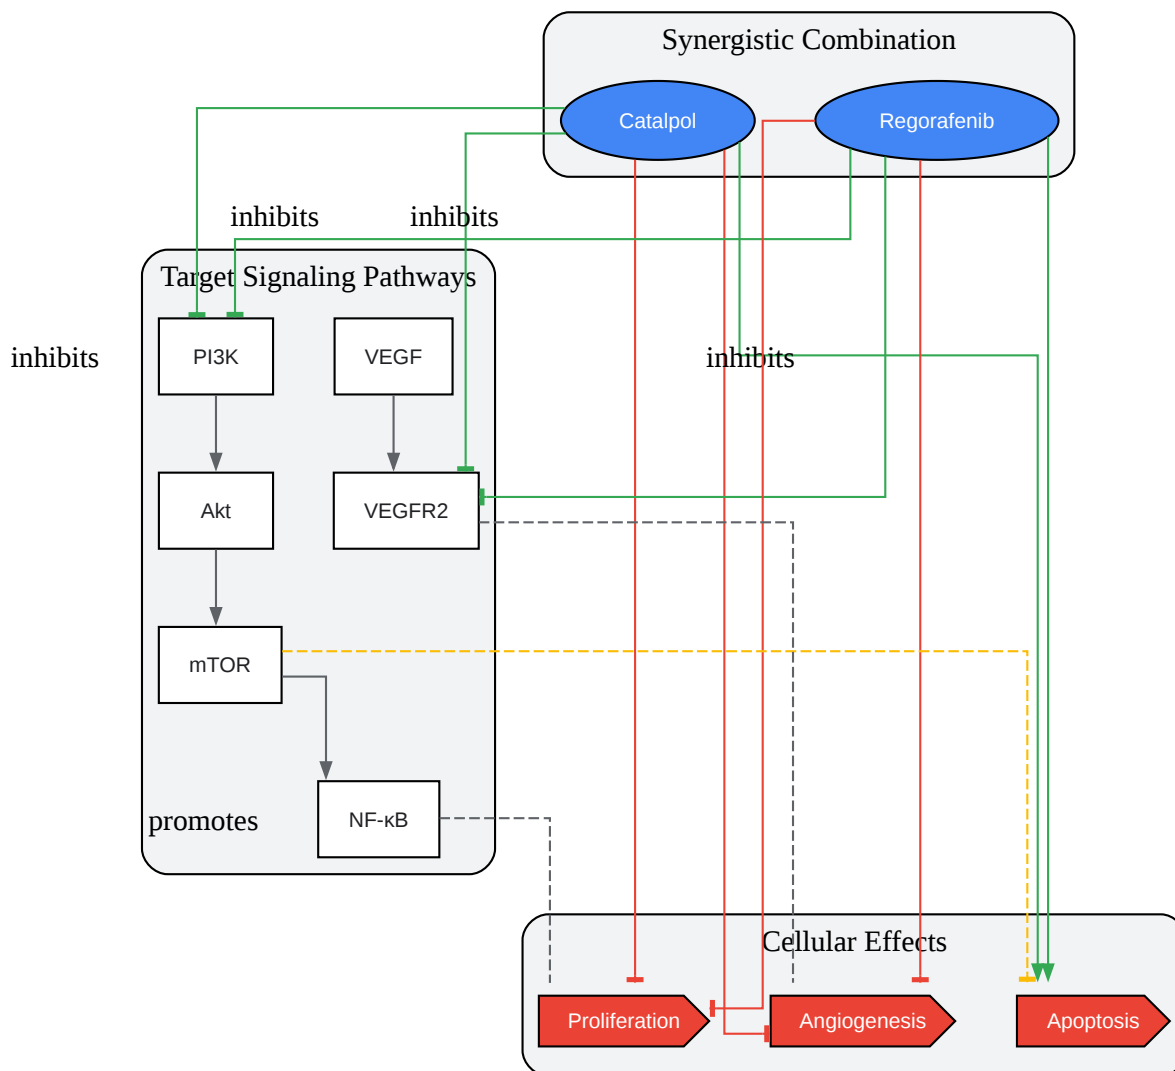 Synergistic Combination
Catalpol
Regorafenib
inhibits
inhibits
Target Signaling Pathways
inhibits
PI3K
VEGF
inhibits
Akt
VEGFR2
mTOR
promotes
NF-κB
Cellular Effects
Proliferation
Angiogenesis
Apoptosis